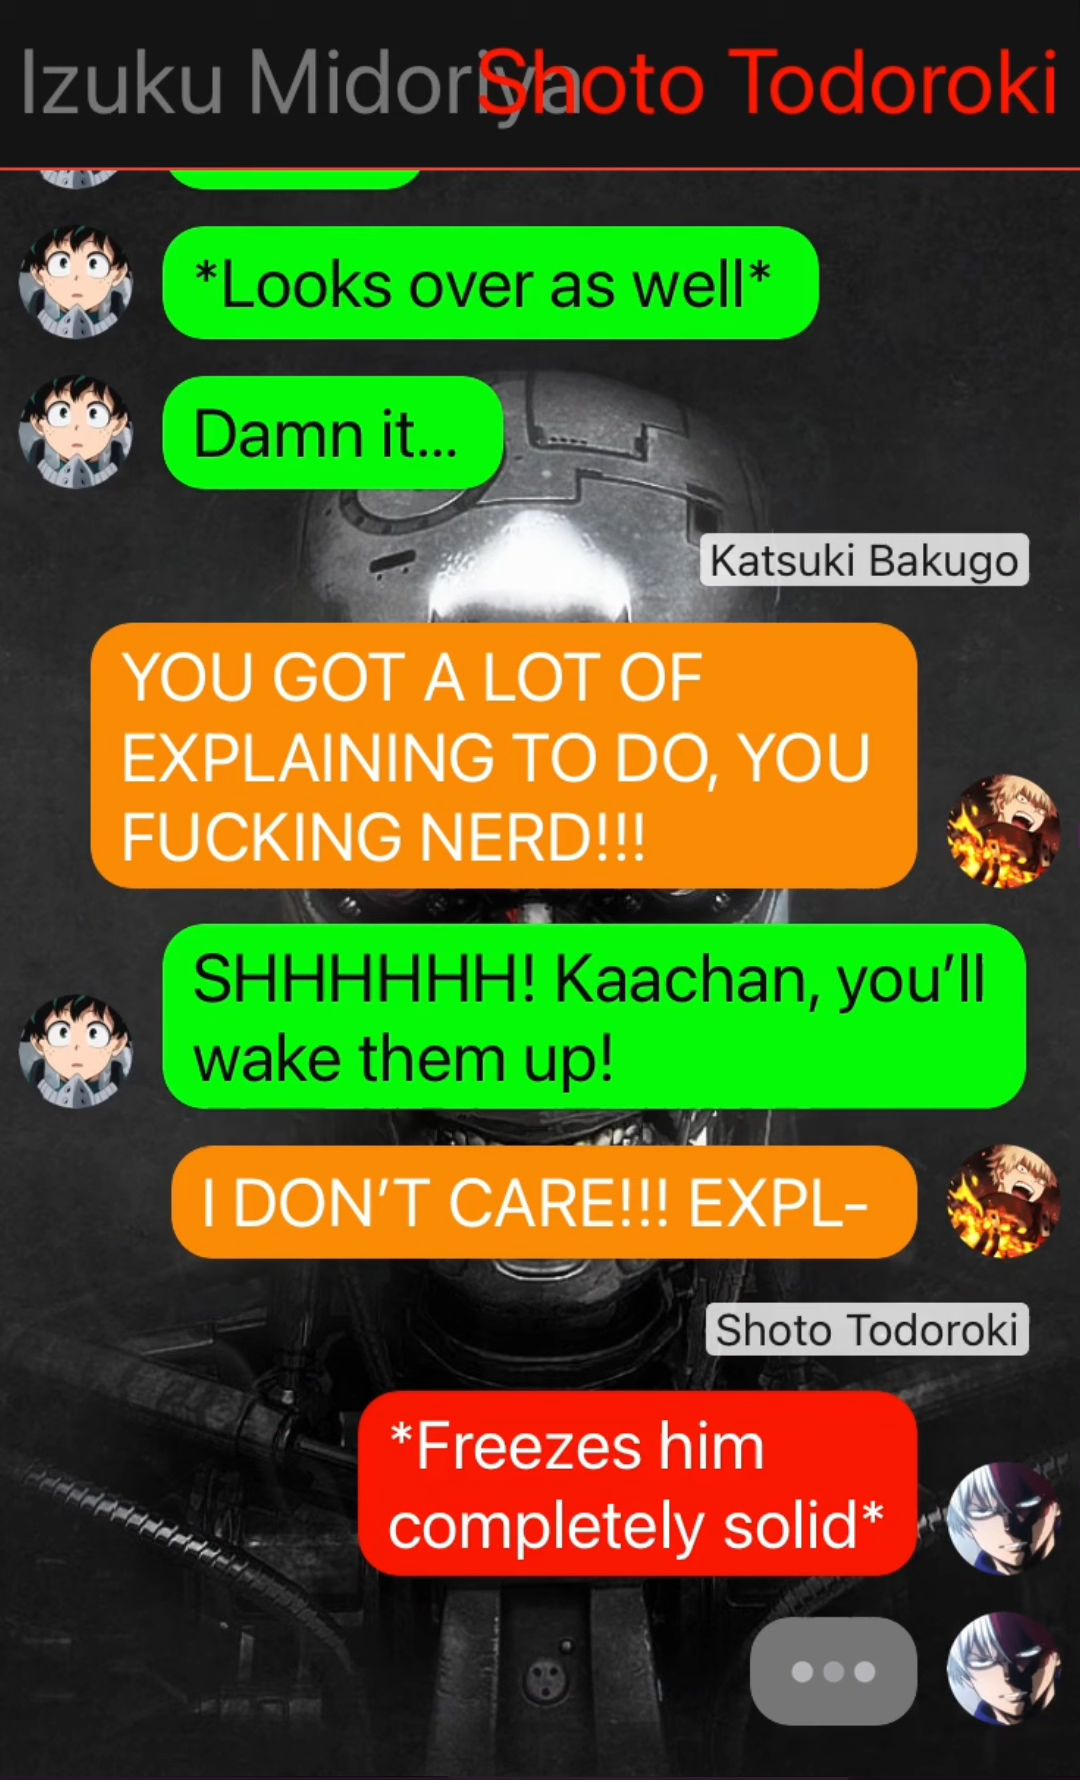 Izuku Midoriya
Shoto Todoroki
*Looks over as well*
Damn it...
Katsuki Bakugo
YOU GOT A LOT OF
EXPLAINING TO DO, YOU
FUCKING NERD!!!
SHHHHHH! Kaachan, you’ll
wake them up!
I DON’T CARE!!! EXPL-
Shoto Todoroki
*Freezes him
completely solid*